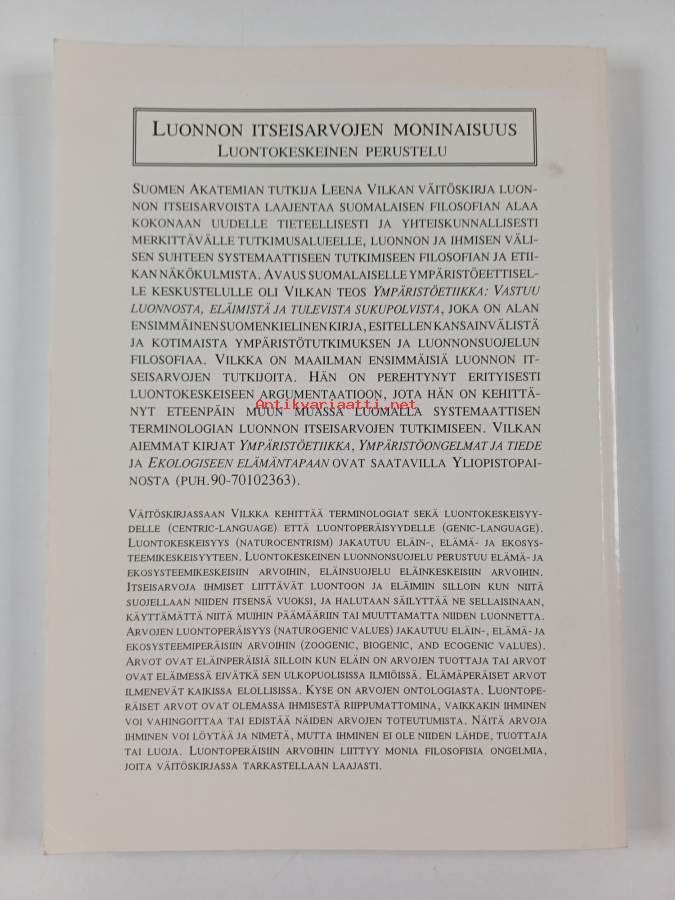 LUONNON ITSEISARVOJEN MONINAISUUS
LUONTOKESKEINEN PERUSTELU
SUOMEN AKATEMIAN TUTKIJA LEENA VILKAN VÄITÖSKIRJA LUON-
NON ITSEISARVOISTA LAAJENTAA SUOMALAISEN FILOSOFIAN ALAA
KOKONAAN UUDELLE TIETEELLISESTI JA YHTEISKUNNALLISESTI
MERKITTÄVÄLLE TUTKIMUSALUEELLE, LUONNON JA IHMISEN VÄLI-
SEN SUHTEEN SYSTEMAATTISEEN TUTKIMISEEN FILOSOFIAN JA ETII-
KAN NÄKÖKULMISTA. AVAUS SUOMALAISELLE YMPÄRISTÖEETTISEL-
LE KESKUSTELULLE OLI VILKAN TEOS YMPÄRISTÖETIIKKA: VASTUU
LUONNOSTA, ELÄIMISTÄ JA TULEVISTA SUKUPOLVISTA, JOKA ON ALAN
ENSIMMÄINEN SUOMENKIELINEN KIRJA, ESITELLEN KANSAINVÄLISTÄ
JA KOTIMAISTA YMPÄRISTÖTUTKIMUKSEN JA LUONNONSUOJELUN
FILOSOFIAA. VILKKA ON MAAILMAN ENSIMMÄISIÄ LUONNON IT-
SEISARVOJEN TUTKIJOITA. HÄN ON PEREHTYNYT ERITYISESTI
LUONTOKESKEISEEN ARGUMENTAATIOON, JOTA HÄN ON KEHITTÄ-
NYT ETEENPÄIN MUUN MUASSA LUOMALLA SYSTEMAATTISEN
Antikvariaatti.net
TERMINOLOGIAN LUONNON ITSEISARVOJEN TUTKIMISEEN. VILKAN
AIEMMAT KIRJAT YMPÄRISTÖETIIKKA, YMPÄRISTÖONGELMAT JA TIEDE
JA EKOLOGISEEN ELÄMÄNTAPAAN OVAT SAATAVILLA YLIOPISTOPAI-
NOSTA (PUH.90-70102363).
VÄITÖSKIRJASSAAN VILKKA KEHITTÄÄ TERMINOLOGIAT SEKÄ LUONTOKESKEISYY-
DELLE (CENTRIC-LANGUAGE) ETTÄ LUONTOPERÄISYYDELLE (GENIC-LANGUAGE).
LUONTOKESKEISYYS (NATUROCENTRISM) JAKAUTUU ELÄIN-, ELÄMÄ- JA EKOSYS-
TEEMIKESKEISYYTEEN. LUONTOKESKEINEN LUONNONSUOJELU PERUSTUU ELÄMÄ- JA
EKOSYSTEEMIKESKEISIIN ARVOIHIN, ELÄINSUOJELU ELÄINKESKEISIIN ARVOIHIN.
ITSEISARVOJA IHMISET LIITTÄVÄT LUONTOON JA ELÄIMIIN SILLOIN KUN NIITÄ
SUOJELLAAN NIIDEN ITSENSÄ VUOKSI, JA HALUTAAN SÄILYTTÄÄ NE SELLAISINAAN,
KÄYTTÄMÄTTÄ NIITÄ MUIHIN PÄÄMÄÄRIIN TAI MUUTTAMATTA NIIDEN LUONNETTA.
ARVOJEN LUONTOPERÄISYYS (NATUROGENIC VALUES) JAKAUTUU ELÄIN-, ELÄMÄ- JA
EKOSYSTEEMIPERÄISIIN ARVOIHIN (ZOOGENIC, BIOGENIC, AND ECOGENIC VALUES).
ARVOT OVAT ELÄINPERÄISIÄ SILLOIN KUN ELÄIN ON ARVOJEN TUOTTAJA TAI ARVOT
OVAT ELÄIMESSÄ EIVÄTKÄ SEN ULKOPUOLISISSA ILMIÖISSÄ. ELÄMÄPERÄISET ARVOT
ILMENEVÄT KAIKISSA ELOLLISISSA. KYSE ON ARVOJEN ONTOLOGIASTA. LUONTOPE-
RÄISET ARVOT OVAT OLEMASSA IHMISESTÄ RIIPPUMATTOMINA, VAIKKAKIN IHMINEN
VOI VAHINGOITTAA TAI EDISTÄÄ NÄIDEN ARVOJEN TOTEUTUMISTA. NÄITÄ ARVOJA
IHMINEN VOI LÖYTÄÄ JA NIMETÄ, MUTTA IHMINEN EI OLE NIIDEN LÄHDE, TUOTTAJA
TAI LUOJA. LUONTOPERÄISIIN ARVOIHIN LIITTYY MONIA FILOSOFISIA ONGELMIA,
JOITA VÄITÖSKIRJASSA TARKASTELLAAN LAAJASTI.